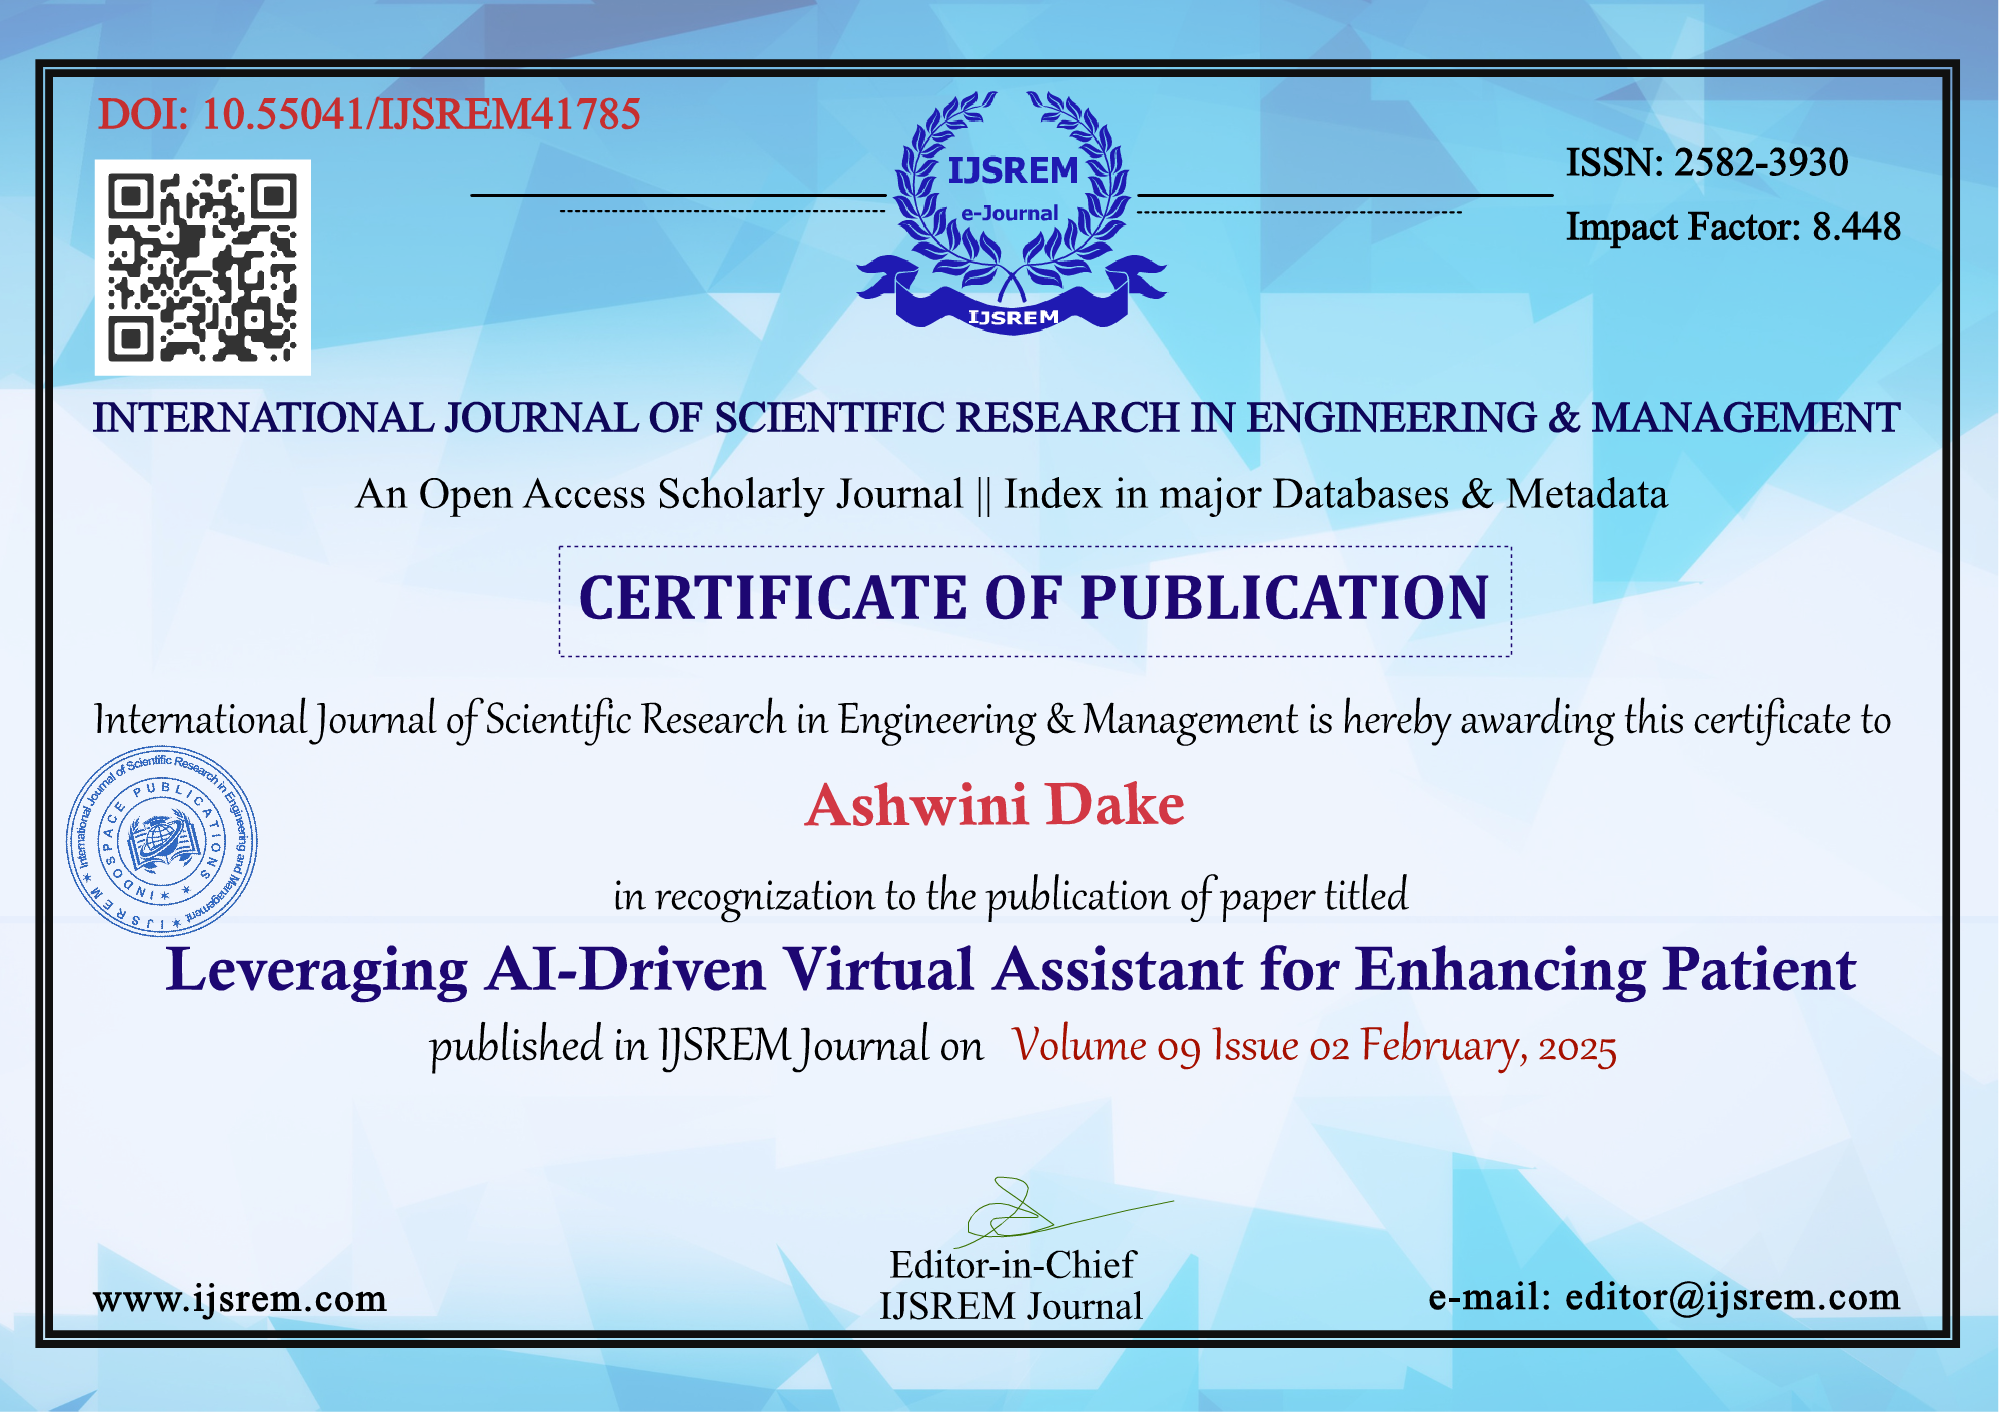 DOI: 10.55041/IJSREM41785
IJSREM
e-Journal
IJSREM
ISSN: 2582-3930
Impact Factor: 8.448
INTERNATIONAL JOURNAL OF SCIENTIFIC RESEARCH IN ENGINEERING & MANAGEMENT
An Open Access Scholarly Journal || Index in major Databases & Metadata
CERTIFICATE OF PUBLICATION
International Journal of Scientific Research in Engineering & Management is hereby awarding this certificate to
International Journal of Scientific Research in Engineering and Management
IJSREM
INDOSPACE PUBLICATIONS
Ashwini Dake
in recognization to the publication of paper titled
Leveraging AI-Driven Virtual Assistant for Enhancing Patient
published in IJSREM Journal on Volume 09 Issue 02 February, 2025
Editor-in-Chief
IJSREM Journal
www.ijsrem.com
e-mail: editor@ijsrem.com